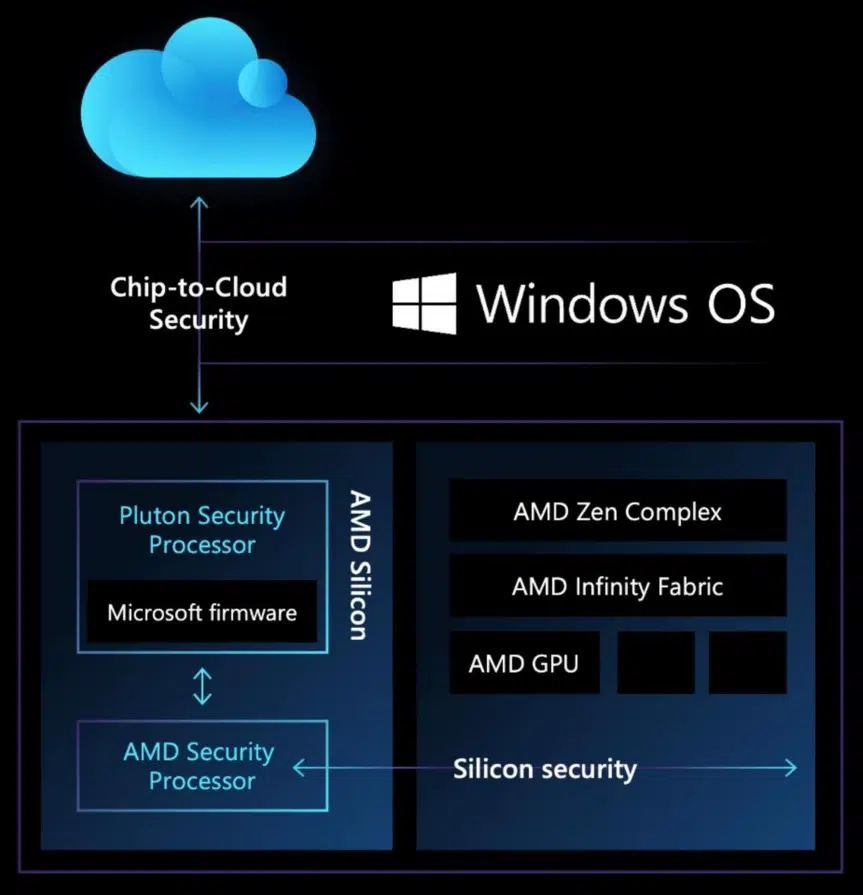 Chip-to-Cloud
Security
Windows OS
Pluton Security
Processor
Microsoft firmware
AMD Silicon
AMD Security
Processor
AMD Zen Complex
AMD Infinity Fabric
AMD GPU
Silicon security